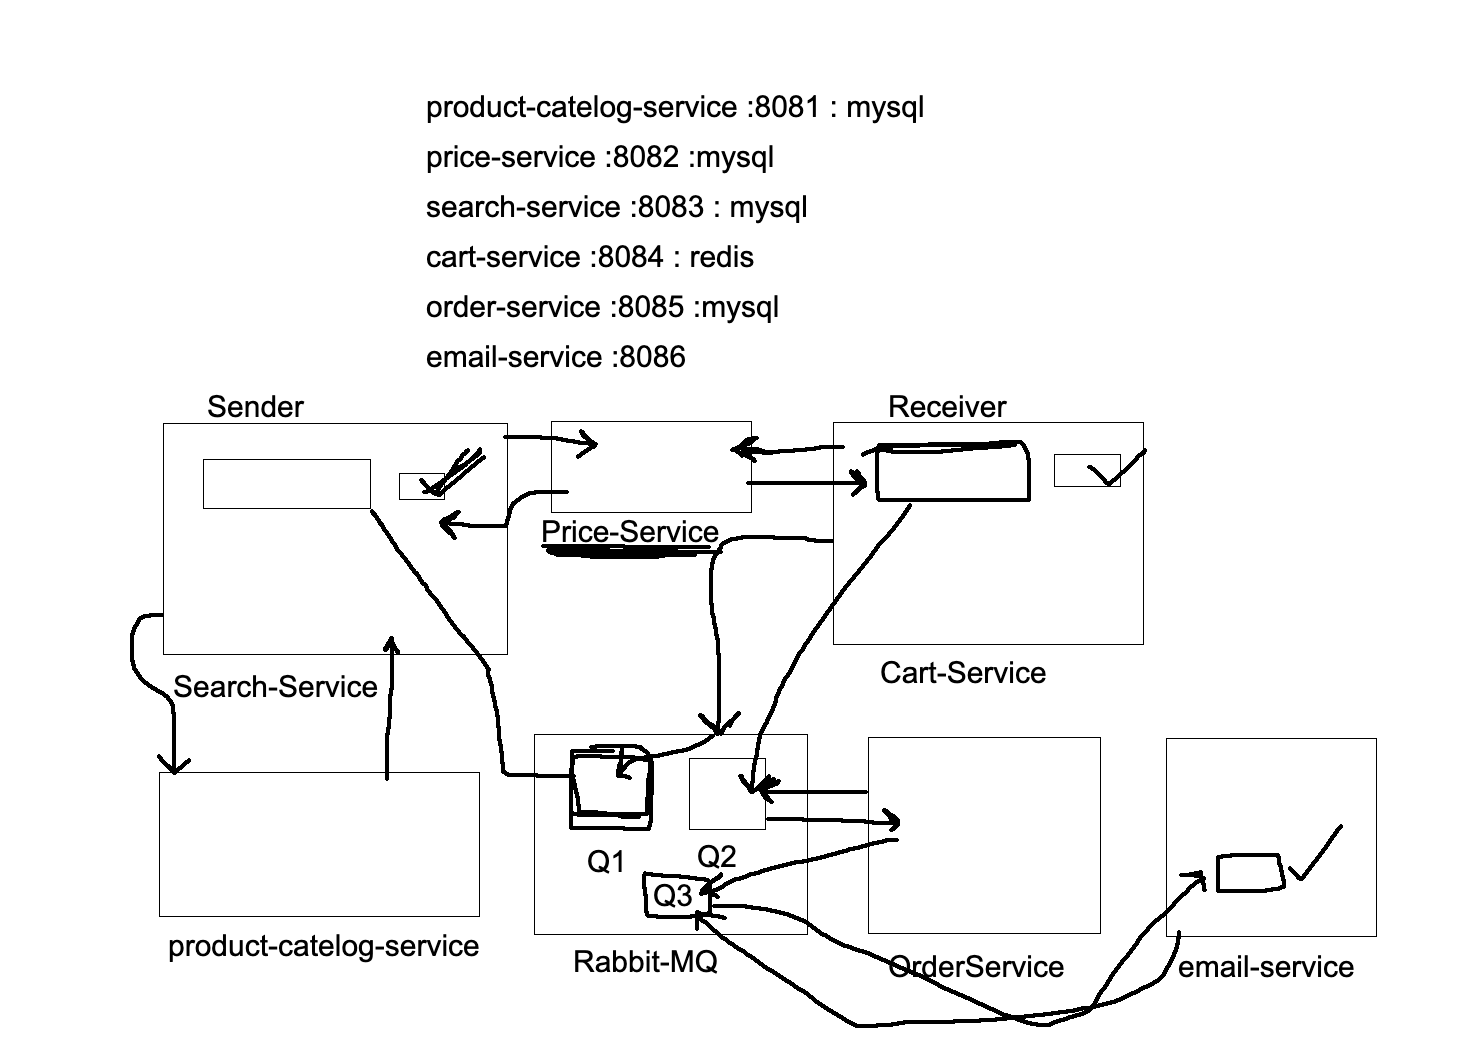 product-catelog-service :8081 : mysql
price-service :8082 :mysql
search-service :8083 : mysql
cart-service :8084 : redis
order-service :8085 :mysql
email-service :8086
Sender
Receiver
Price-Service
Search-Service
Cart-Service
Q1
Q2
Q3
product-catelog-service
Rabbit-MQ
OrderService
email-service